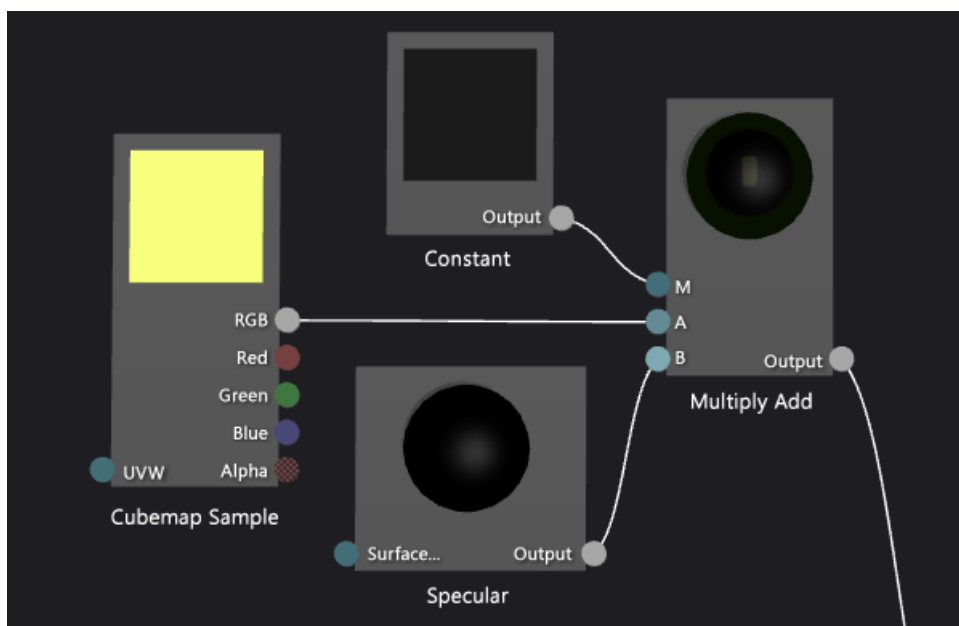 Output
Constant
RGB
Red
Green
Blue
UVW
Alpha
Cubemap Sample
Surface...
Output
Specular
M
A
B
Output
Multiply Add